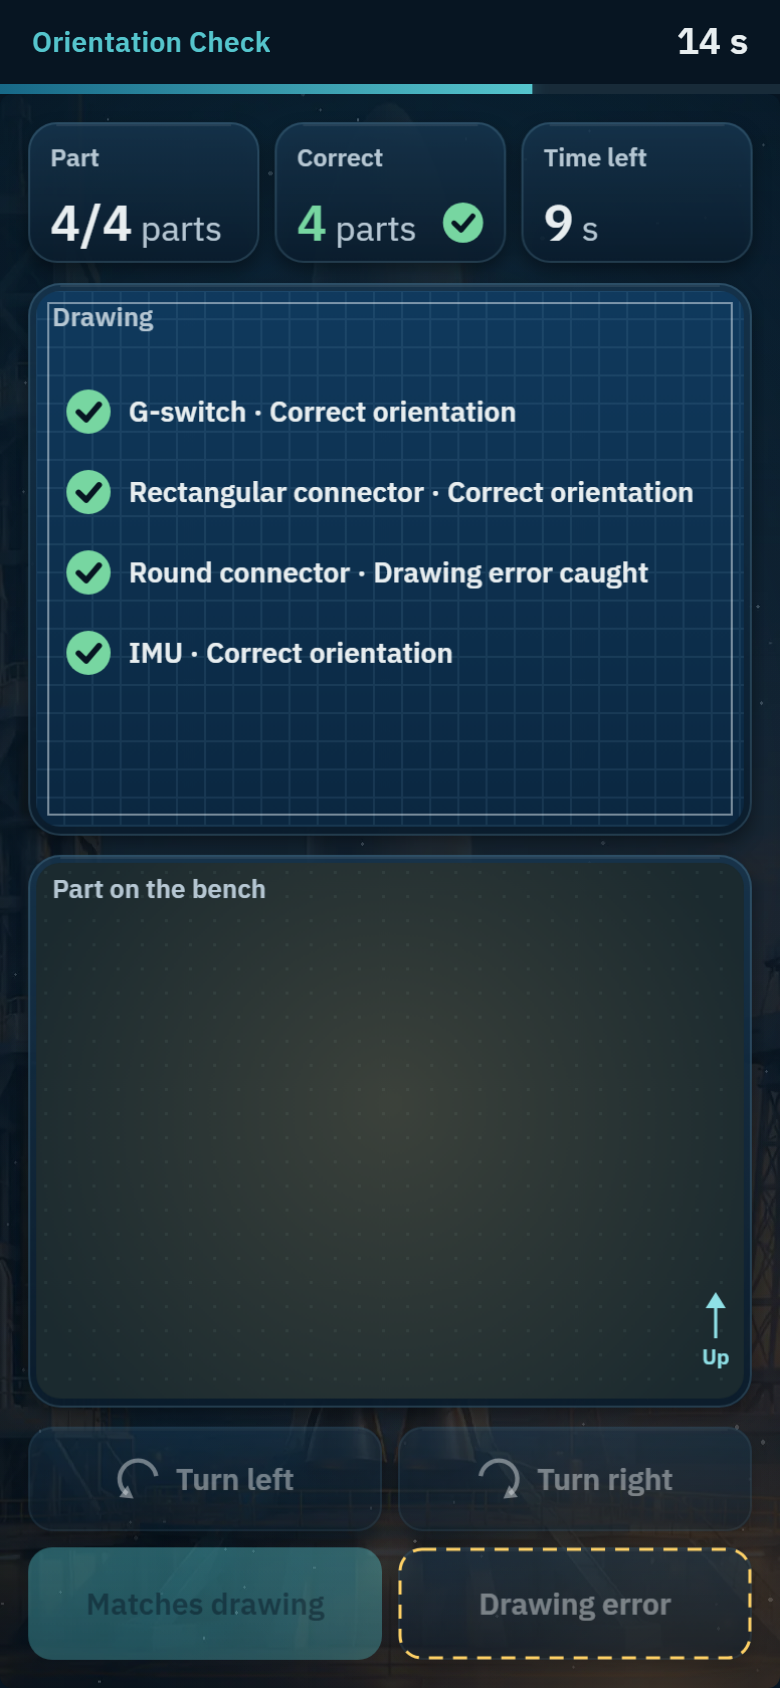 Orientation Check
14 s
Part
Correct
Time left
4/4 parts
4 parts
9 s
Drawing
G-switch · Correct orientation
Rectangular connector · Correct orientation
Round connector · Drawing error caught
IMU · Correct orientation
Part on the bench
Up
Turn left
Turn right
Matches drawing
Drawing error